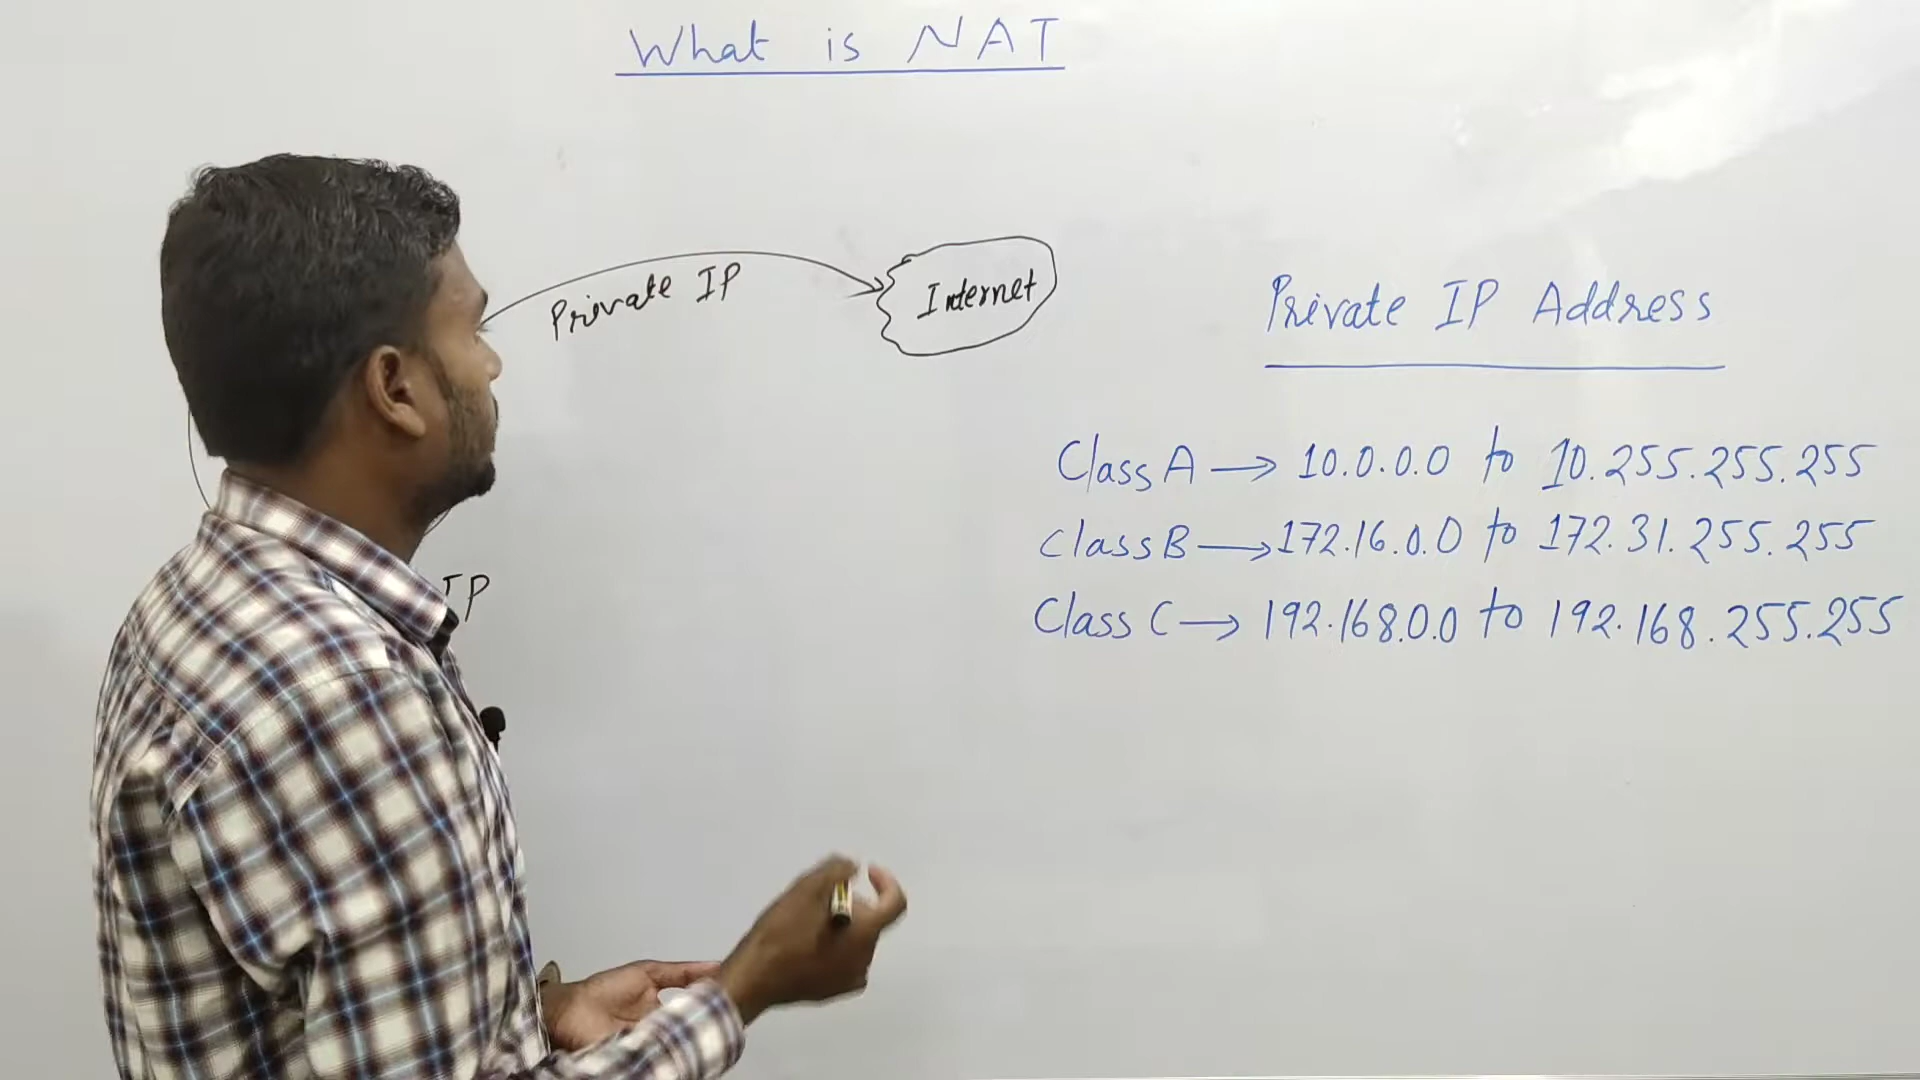 What is NAT
Private IP
Internet
IP
Private IP Address
Class A → 10.0.0.0 to 10.255.255.255
Class B → 172.16.0.0 to 172.31.255.255
Class C → 192.168.0.0 to 192.168.255.255